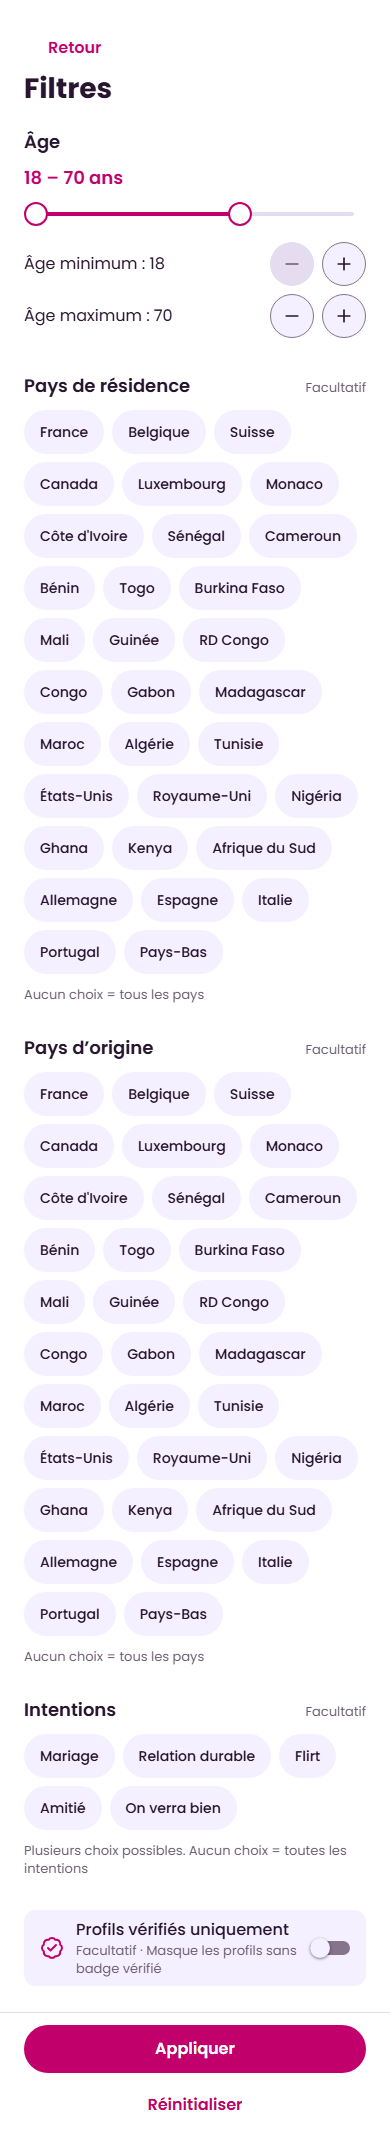 Retour
Filtres
Âge
18 – 70 ans
Âge minimum : 18
Âge maximum : 70
Pays de résidence Facultatif
France Belgique Suisse
Canada Luxembourg Monaco
Côte d'Ivoire Sénégal Cameroun
Bénin Togo Burkina Faso
Mali Guinée RD Congo
Congo Gabon Madagascar
Maroc Algérie Tunisie
États-Unis Royaume-Uni Nigéria
Ghana Kenya Afrique du Sud
Allemagne Espagne Italie
Portugal Pays-Bas
Aucun choix = tous les pays
Pays d’origine Facultatif
France Belgique Suisse
Canada Luxembourg Monaco
Côte d'Ivoire Sénégal Cameroun
Bénin Togo Burkina Faso
Mali Guinée RD Congo
Congo Gabon Madagascar
Maroc Algérie Tunisie
États-Unis Royaume-Uni Nigéria
Ghana Kenya Afrique du Sud
Allemagne Espagne Italie
Portugal Pays-Bas
Aucun choix = tous les pays
Intentions Facultatif
Mariage Relation durable Flirt
Amitié On verra bien
Plusieurs choix possibles. Aucun choix = toutes les
intentions
Profils vérifiés uniquement
Facultatif · Masque les profils sans
badge vérifié
Appliquer
Réinitialiser